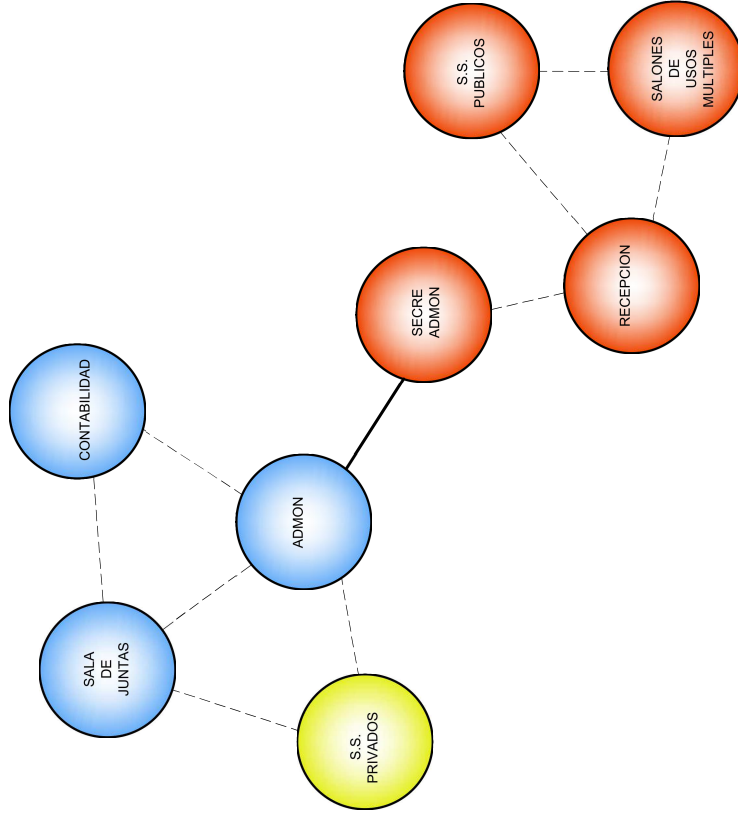 S.S.
PUBLICOS
SALONES
DE
USOS
MULTIPLES
RECEPCION
SECRE
ADMON
CONTABILIDAD
ADMON
SALA
DE
JUNTAS
S.S.
PRIVADOS